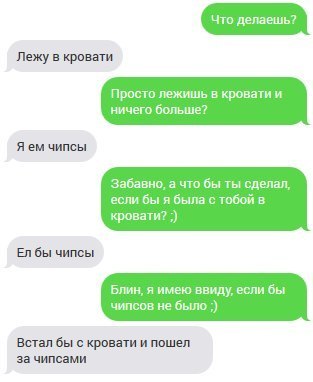 Что делаешь?
Лежу в кровати
Просто лежишь в кровати и
ничего больше?
Я ем чипсы
Забавно, а что бы ты сделал,
если бы я была с тобой в
кровати? ;)
Ел бы чипсы
Блин, я имею ввиду, если бы
чипсов не было ;)
Встал бы с кровати и пошел
за чипсами